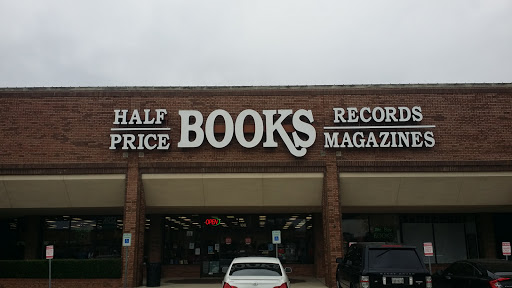 HALF
PRICE
BOOKS
RECORDS
MAGAZINES
OPEN